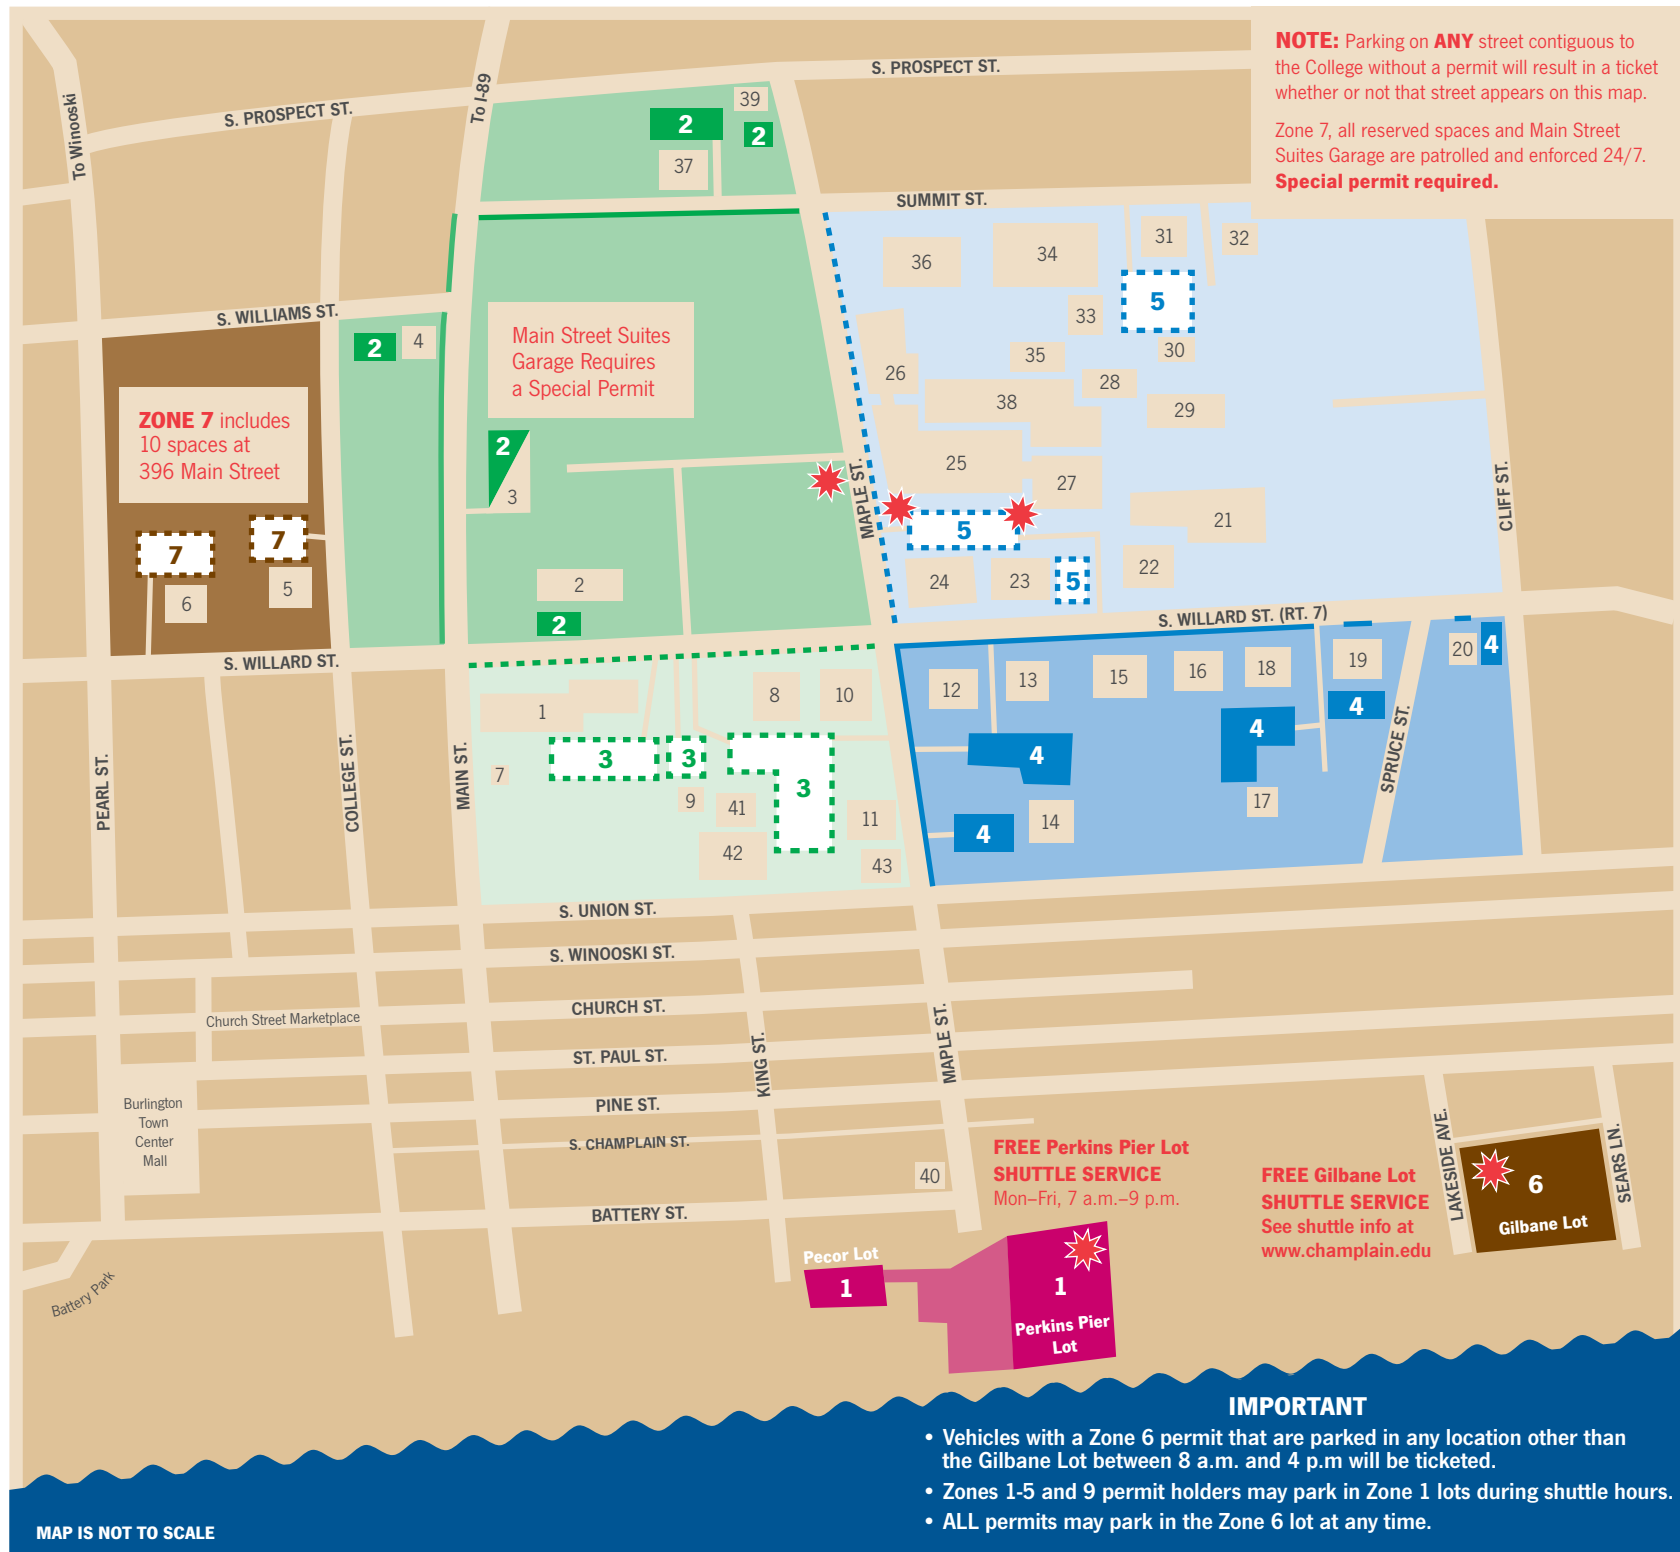 NOTE: Parking on ANY street contiguous to
the College without a permit will result in a ticket
whether or not that street appears on this map.
Zone 7, all reserved spaces and Main Street
Suites Garage are patrolled and enforced 24/7.
Special permit required.
S. PROSPECT ST.
S. PROSPECT ST.
To Winooski
To I-89
39
2
2
37
SUMMIT ST.
36
34
31
32
5
33
30
35
28
26
38
29
25
27
21
5
24
23
5
22
S. WILLIAMS ST.
2
4
Main Street Suites
Garage Requires
a Special Permit
ZONE 7 includes
10 spaces at
396 Main Street
2
3
MAPLE ST.
CLIFF ST.
7
7
6
5
2
2
S. WILLARD ST. (RT. 7)
S. WILLARD ST.
12
13
15
16
18
19
20
4
4
4
4
4
14
17
SPRUCE ST.
1
8
10
3
3
3
7
9
41
42
11
43
PEARL ST.
COLLEGE ST.
MAIN ST.
S. UNION ST.
S. WINOOSKI ST.
CHURCH ST.
Church Street Marketplace
ST. PAUL ST.
KING ST.
MAPLE ST.
PINE ST.
S. CHAMPLAIN ST.
Burlington
Town
Center
Mall
40
BATTERY ST.
Battery Park
FREE Perkins Pier Lot
SHUTTLE SERVICE
Mon–Fri, 7 a.m.–9 p.m.
FREE Gilbane Lot
SHUTTLE SERVICE
See shuttle info at
www.champlain.edu
LAKESIDE AVE.
SEARS LN.
6
Gilbane Lot
Pecor Lot
1
1
Perkins Pier
Lot
IMPORTANT
• Vehicles with a Zone 6 permit that are parked in any location other than
the Gilbane Lot between 8 a.m. and 4 p.m will be ticketed.
• Zones 1-5 and 9 permit holders may park in Zone 1 lots during shuttle hours.
• ALL permits may park in the Zone 6 lot at any time.
MAP IS NOT TO SCALE